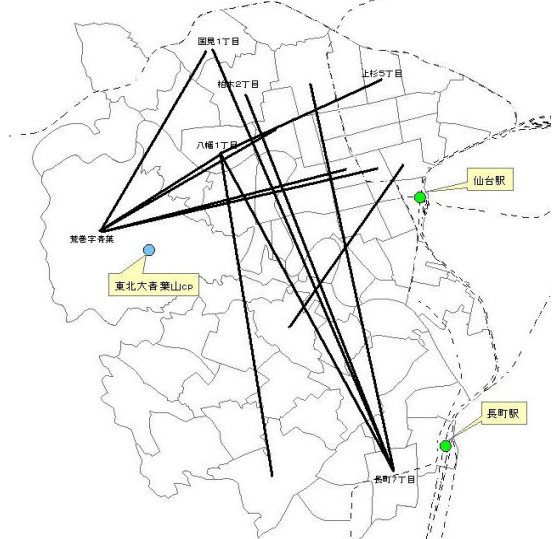 国見1丁目
上杉5丁目
柏木2丁目
八幡1丁目
仙台駅
荒巻字青葉
東北大青葉山cp
長町駅
長町7丁目